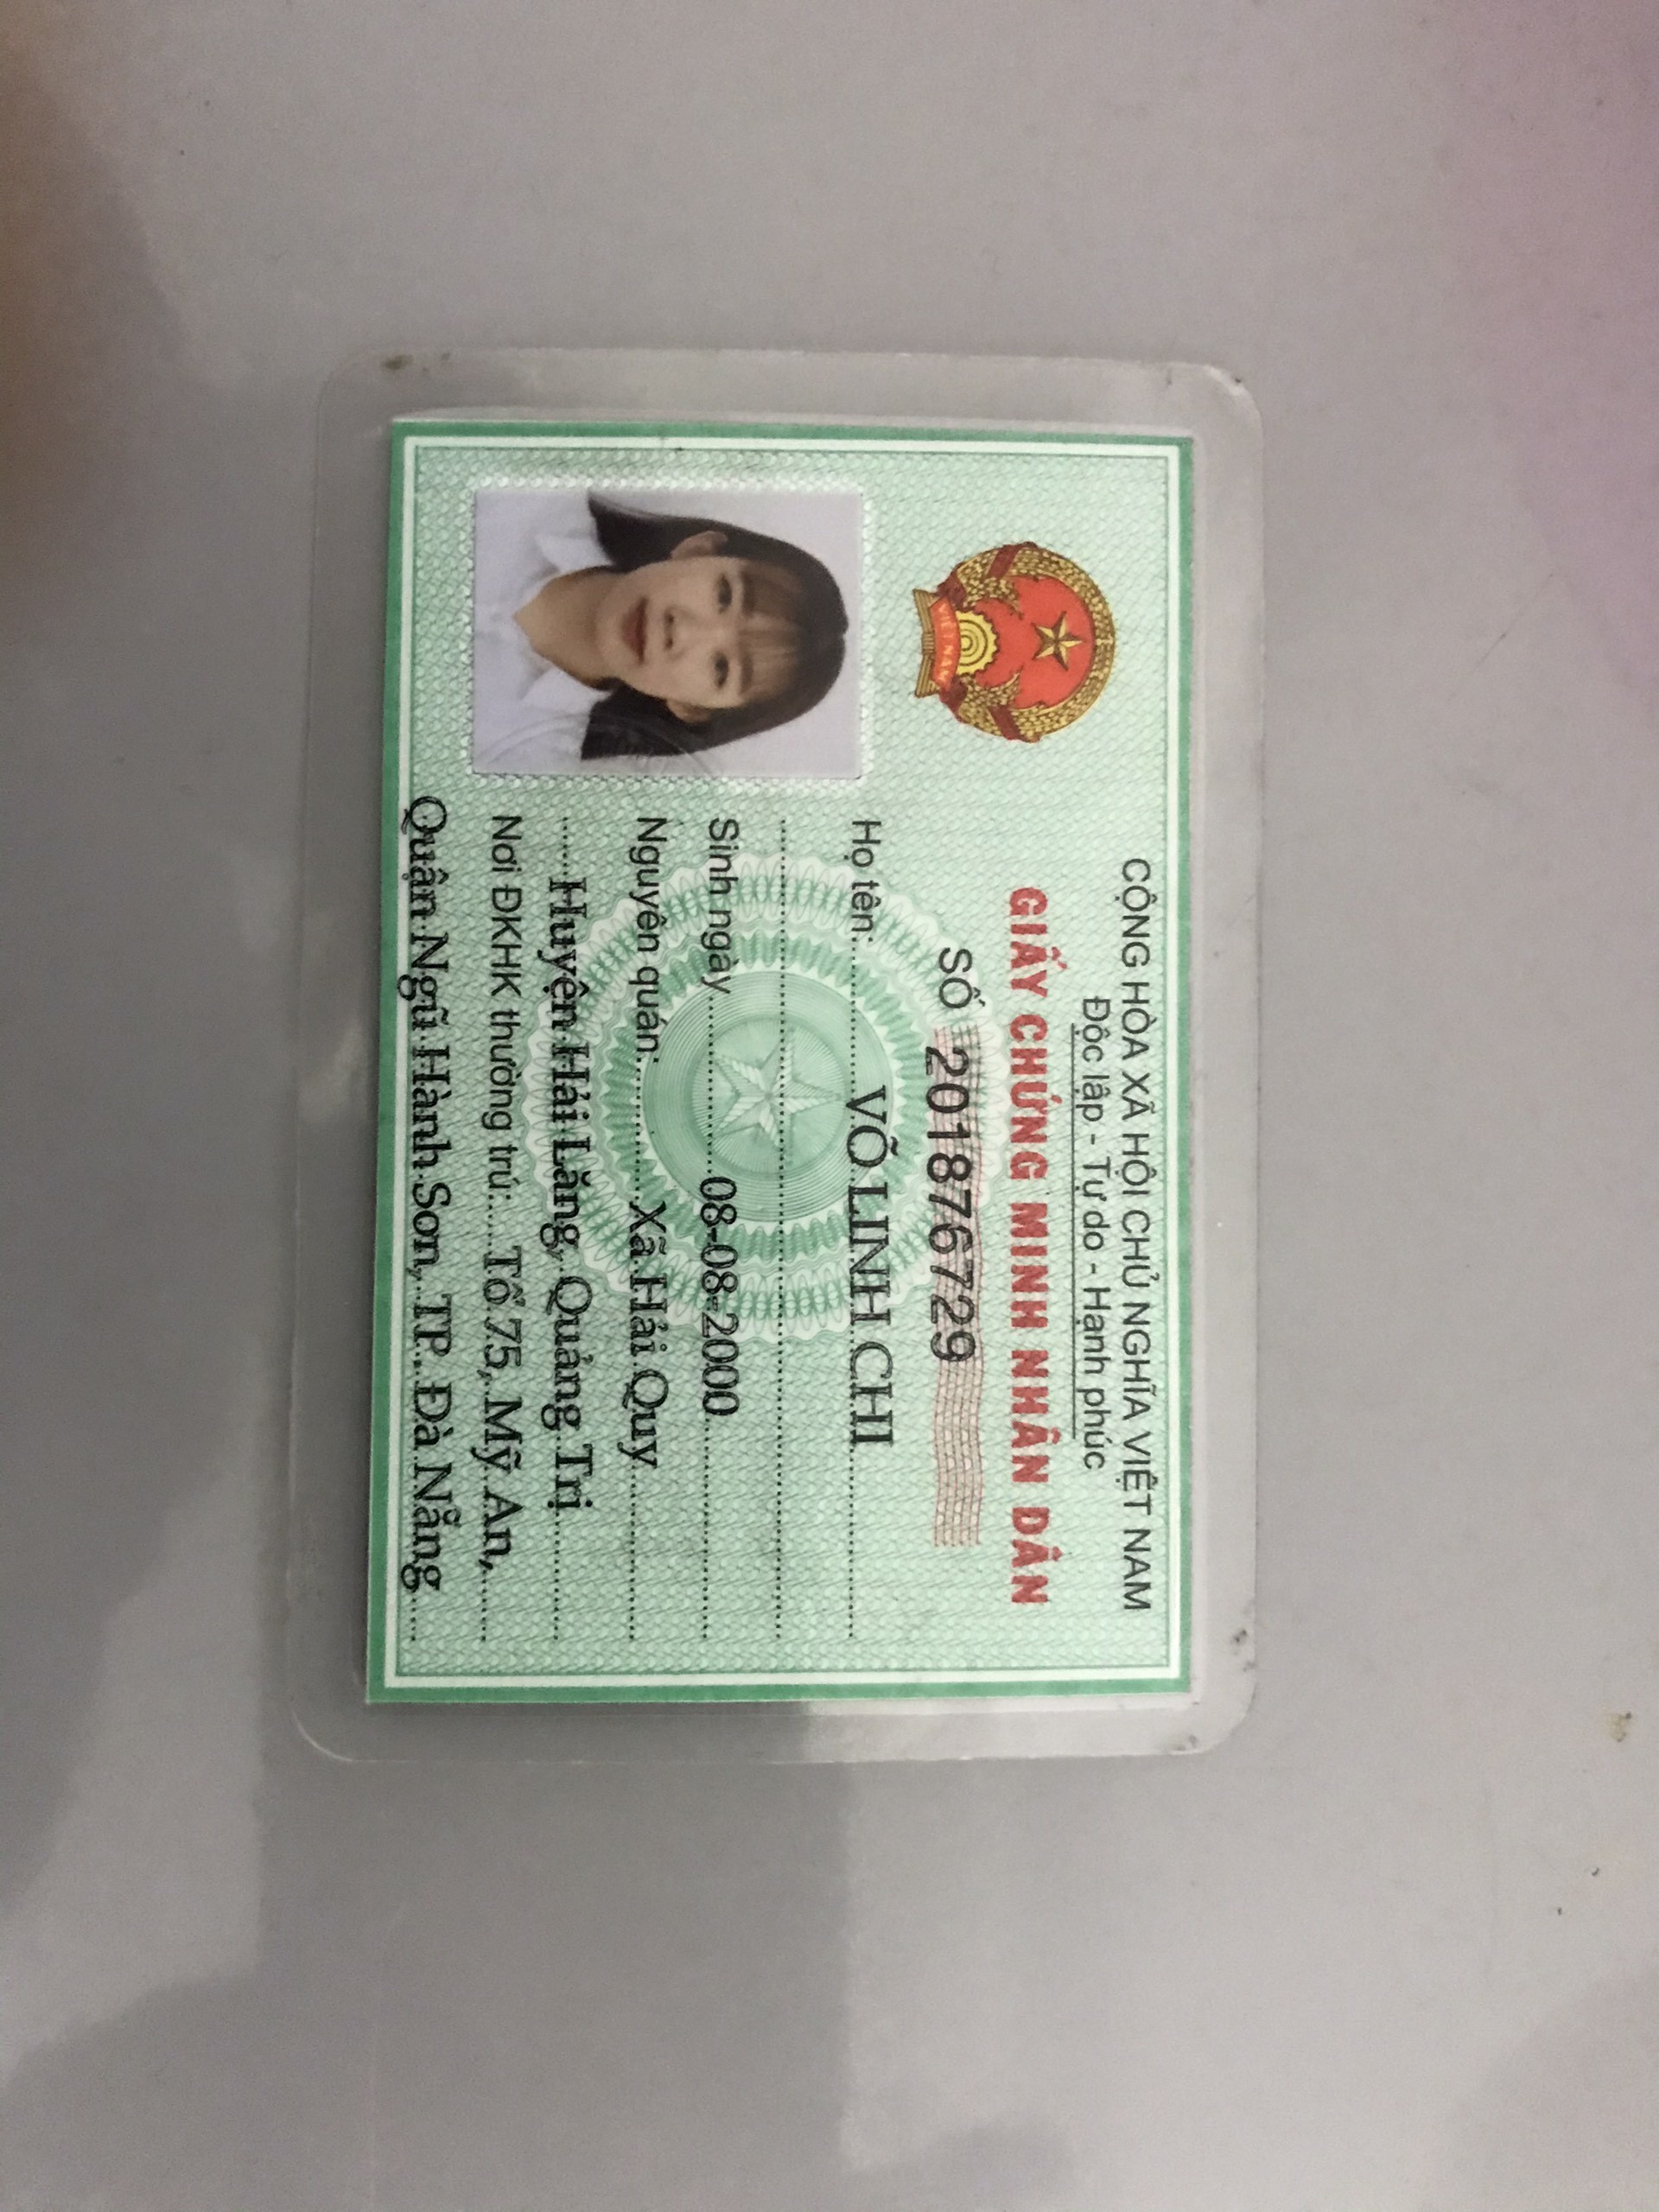 CỘNG HÒA XÃ HỘI CHỦ NGHĨA VIỆT NAM
Độc lập - Tự do - Hạnh phúc
GIẤY CHỨNG MINH NHÂN DÂN
SỐ 201876729
VIỆT NAM
Họ tên: VÕ LINH CHI
Sinh ngày 08-08-2000
Nguyên quán: Xã Hải Quy
Huyện Hải Lăng, Quảng Trị
Nơi ĐKHK thường trú: Tổ 75, Mỹ An,
Quận Ngũ Hành Sơn, TP. Đà Nẵng